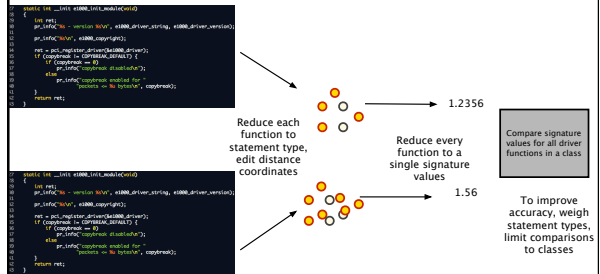 static int __init e1000_init_module(void)
{
int ret;
pr_info("%s - version %s\n", e1000_driver_string, e1000_driver_version);
pr_info("%s\n", e1000_copyright);
ret = pci_register_driver(&e1000_driver);
if (copybreak != COPYBREAK_DEFAULT) {
if (copybreak == 0)
pr_info("copybreak disabled\n");
else
pr_info("copybreak enabled for "
"packets <= %u bytes\n", copybreak);
}
return ret;
}
Reduce each
function to
statement type,
edit distance
coordinates
1.2356
Reduce every
function to a
single signature
values
1.56
Compare signature
values for all driver
functions in a class
To improve
accuracy, weigh
statement types,
limit comparisons
to classes
static int __init e1000_init_module(void)
{
int ret;
pr_info("%s - version %s\n", e1000_driver_string, e1000_driver_version);
pr_info("%s\n", e1000_copyright);
ret = pci_register_driver(&e1000_driver);
if (copybreak != COPYBREAK_DEFAULT) {
if (copybreak == 0)
pr_info("copybreak disabled\n");
else
pr_info("copybreak enabled for "
"packets <= %u bytes\n", copybreak);
}
return ret;
}